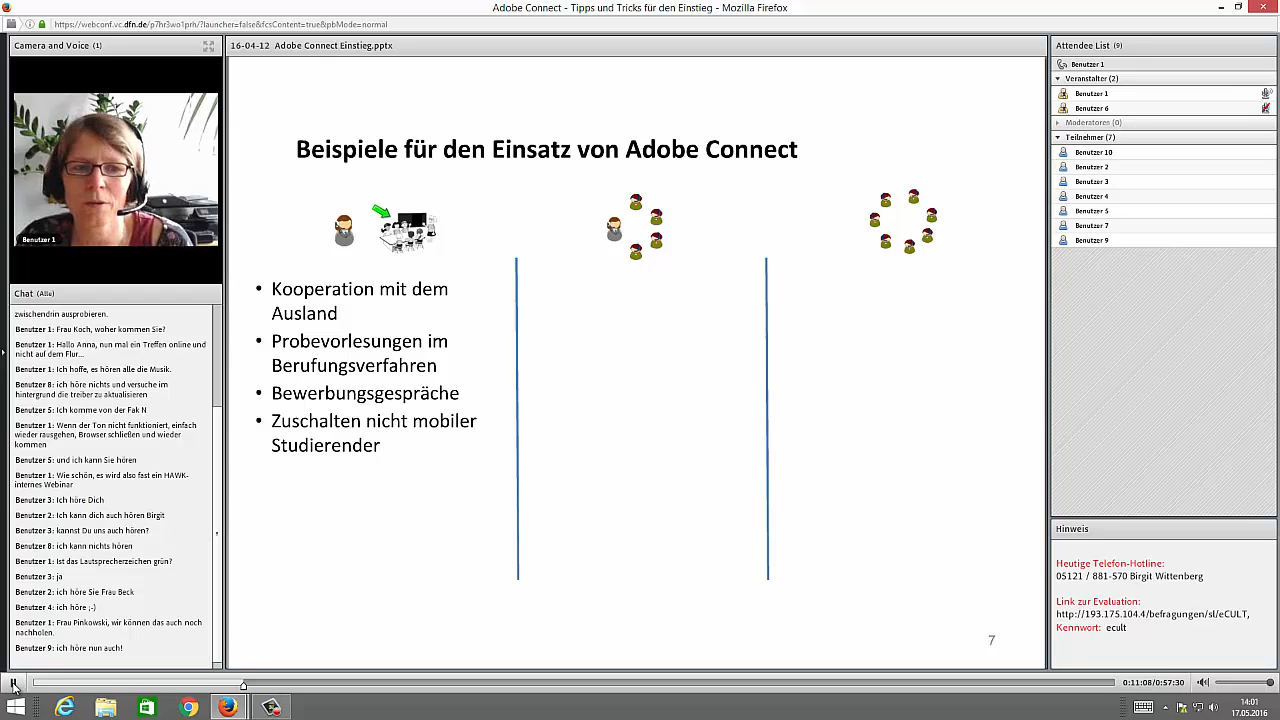 Adobe Connect - Tipps und Tricks für den Einstieg - Mozilla Firefox
https://webconf.vc.dfn.de/p7hr3wo1prh/?launcher=false&fcsContent=true&pbMode=normal
Camera and Voice (1)
Benutzer 1
Chat (Alle)
zwischendrin ausprobieren.
Benutzer 1: Frau Koch, woher kommen Sie?
Benutzer 1: Hallo Anna, nun mal ein Treffen online und
nicht auf dem Flur...
Benutzer 1: Ich hoffe, es hören alle die Musik.
Benutzer 8: ich höre nichts und versuche im
hintergrund die treiber zu aktualisieren
Benutzer 5: Ich komme von der Fak N
Benutzer 1: Wenn der Ton nicht funktioniert, einfach
wieder rausgehen, Browser schließen und wieder
kommen
Benutzer 5: und ich kann Sie hören
Benutzer 1: Wie schön, es wird also fast ein HAWK-
internes Webinar
Benutzer 3: Ich höre Dich
Benutzer 2: Ich kann dich auch hören Birgit
Benutzer 3: kannst Du uns auch hören?
Benutzer 8: ich kann nichts hören
Benutzer 1: Ist das Lautsprecherzeichen grün?
Benutzer 3: ja
Benutzer 2: ich höre Sie Frau Beck
Benutzer 4: ich höre ;-)
Benutzer 1: Frau Pinkowski, wir können das auch noch
nachholen.
Benutzer 9: ich höre nun auch!
16-04-12 Adobe Connect Einstieg.pptx
Beispiele für den Einsatz von Adobe Connect
• Kooperation mit dem
Ausland
• Probevorlesungen im
Berufungsverfahren
• Bewerbungsgespräche
• Zuschalten nicht mobiler
Studierender
7
Attendee List (9)
Benutzer 1
Veranstalter (2)
Benutzer 1
Benutzer 6
Moderatores (0)
Teilnehmer (7)
Benutzer 10
Benutzer 2
Benutzer 3
Benutzer 4
Benutzer 5
Benutzer 7
Benutzer 9
Hinweis
Heutige Telefon-Hotline:
05121 / 881-570 Birgit Wittenberg
Link zur Evaluation:
http://193.175.104.4/befragungen/sl/eCULT,
Kennwort: ecult
0:11:08/0:57:30
14:01
17.05.2016